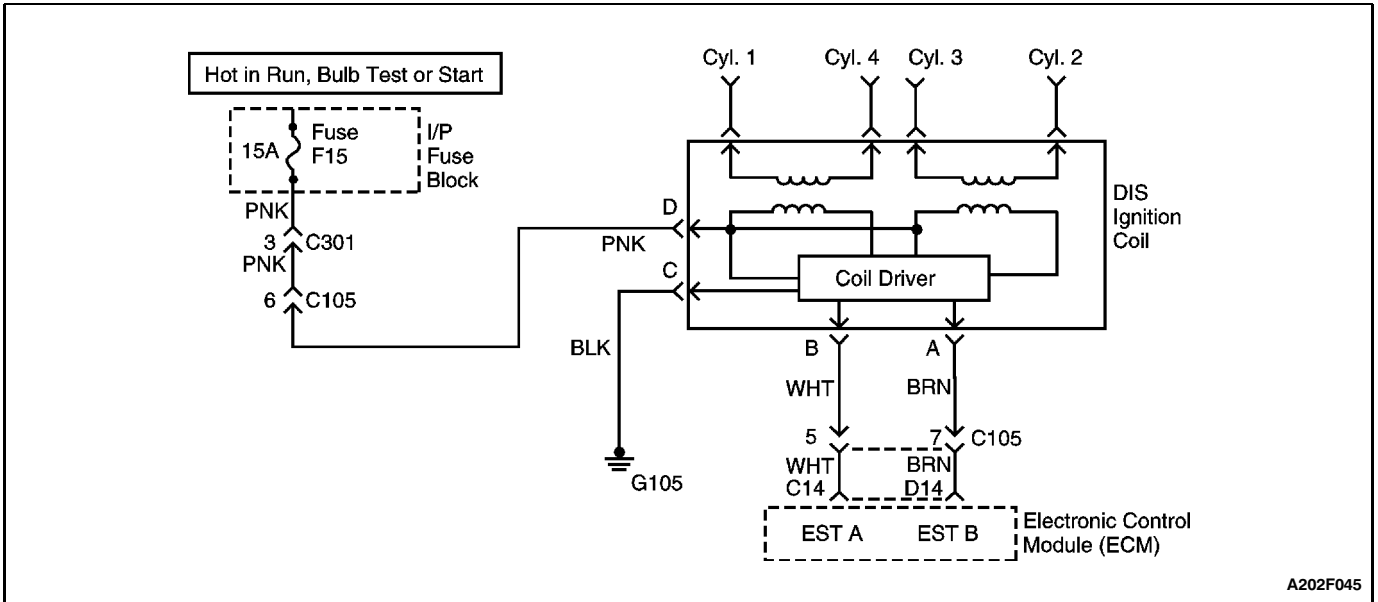 Hot in Run, Bulb Test or Start
15A
Fuse
F15
I/P
Fuse
Block
PNK
3 C301
PNK
6 C105
Cyl. 1 Cyl. 4 Cyl. 3 Cyl. 2
D
PNK
C
BLK
G105
DIS
Ignition
Coil
Coil Driver
B A
WHT BRN
5 7 C105
WHT BRN
C14 D14
EST A EST B
Electronic Control
Module (ECM)
A202F045